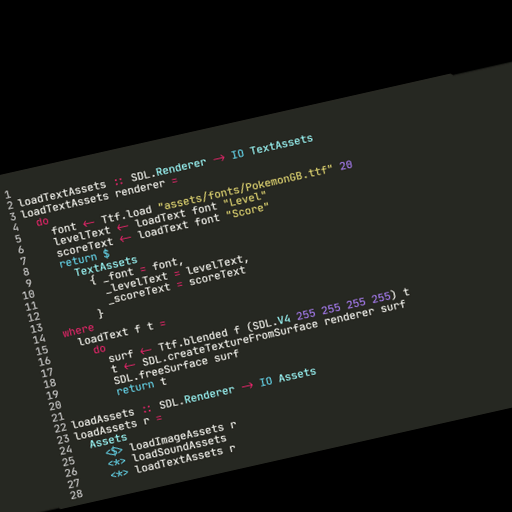 1
2 loadTextAssets :: SDL.Renderer → IO TextAssets
3 loadTextAssets renderer =
4 do
5 font ← Ttf.load "assets/fonts/PokemonGB.ttf" 20
6 levelText ← loadText font "Level"
7 scoreText ← loadText font "Score"
8 return $
9 TextAssets
10 { _font = font,
11 _levelText = levelText,
12 _scoreText = scoreText
13 }
14 where
15 loadText f t =
16 do
17 surf ← Ttf.blended f (SDL.V4 255 255 255 255) t
18 t ← SDL.createTextureFromSurface renderer surf
19 SDL.freeSurface surf
20 return t
21
22 loadAssets :: SDL.Renderer → IO Assets
23 loadAssets r =
24 Assets
25 <$> loadImageAssets r
26 <*> loadSoundAssets
27 <*> loadTextAssets r
28